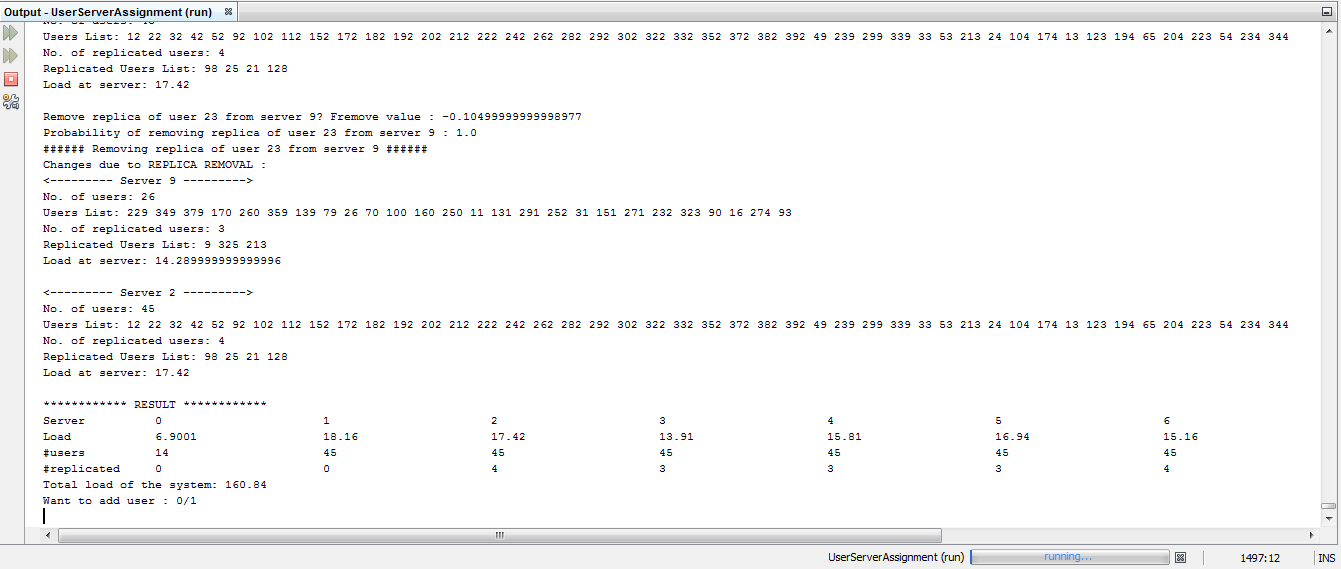 Output - UserServerAssignment (run)
Users List: 12 22 32 42 52 92 102 112 152 172 182 192 202 212 222 242 262 282 292 302 322 332 352 372 382 392 49 239 299 339 33 53 213 24 104 174 13 123 194 65 204 223 54 234 344
No. of replicated users: 4
Replicated Users List: 98 25 21 128
Load at server: 17.42
Remove replica of user 23 from server 9? Fremove value : -0.10499999999998977
Probability of removing replica of user 23 from server 9 : 1.0
###### Removing replica of user 23 from server 9 ######
Changes due to REPLICA REMOVAL :
<--------- Server 9 --------->
No. of users: 26
Users List: 229 349 379 170 260 359 139 79 26 70 100 160 250 11 131 291 252 31 151 271 232 323 90 16 274 93
No. of replicated users: 3
Replicated Users List: 9 325 213
Load at server: 14.289999999999996
<--------- Server 2 --------->
No. of users: 45
Users List: 12 22 32 42 52 92 102 112 152 172 182 192 202 212 222 242 262 282 292 302 322 332 352 372 382 392 49 239 299 339 33 53 213 24 104 174 13 123 194 65 204 223 54 234 344
No. of replicated users: 4
Replicated Users List: 98 25 21 128
Load at server: 17.42
************ RESULT ************
Server 0 1 2 3 4 5 6
Load 6.9001 18.16 17.42 13.91 15.81 16.94 15.16
#users 14 45 45 45 45 45 45
#replicated 0 0 4 3 3 3 4
Total load of the system: 160.84
Want to add user : 0/1
UserServerAssignment (run) running... 1497:12 INS